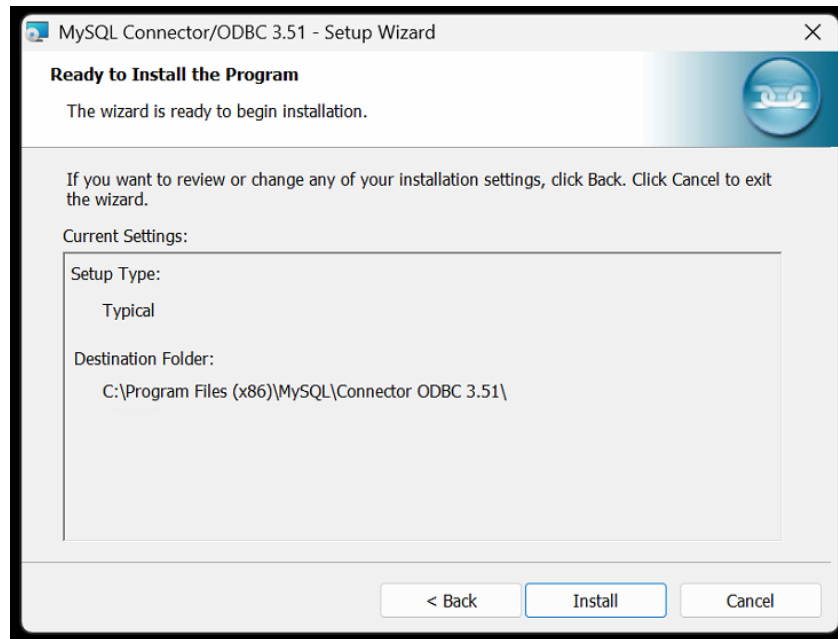 MySQL Connector/ODBC 3.51 - Setup Wizard
Ready to Install the Program
The wizard is ready to begin installation.
If you want to review or change any of your installation settings, click Back. Click Cancel to exit
the wizard.
Current Settings:
Setup Type:
Typical
Destination Folder:
C:\Program Files (x86)\MySQL\Connector ODBC 3.51\
< Back
Install
Cancel